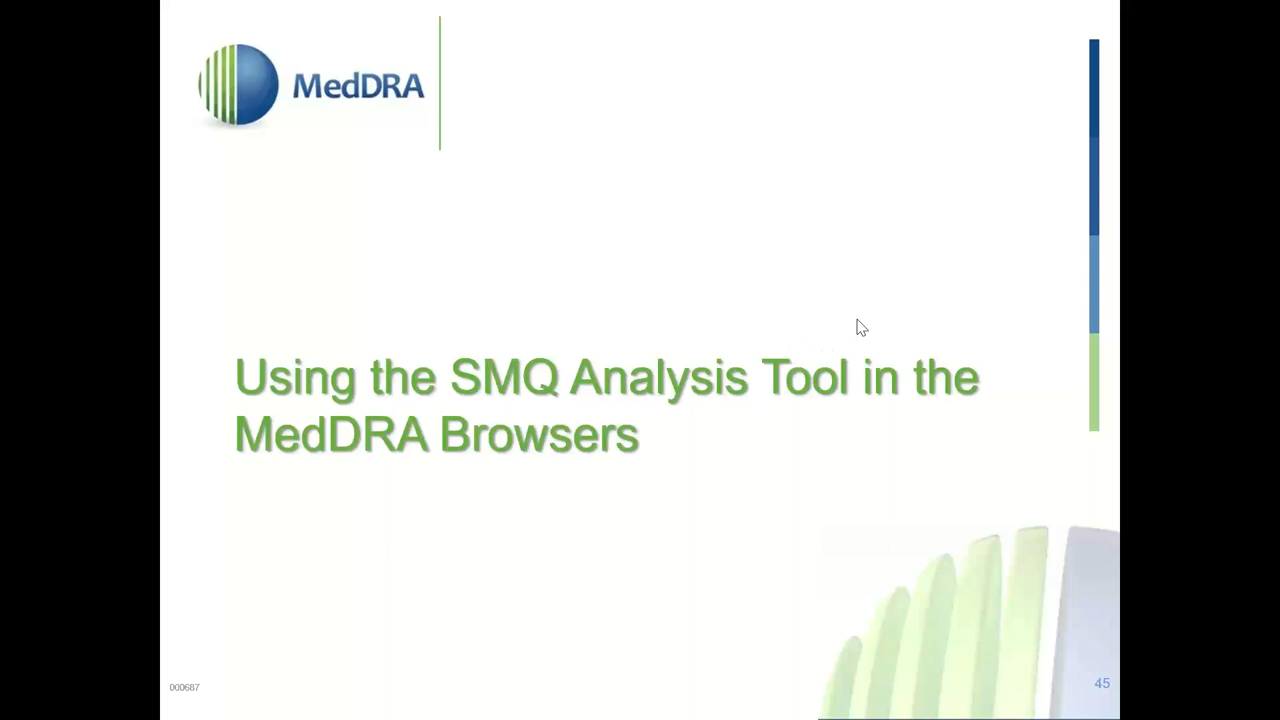 MedDRA
Using the SMQ Analysis Tool in the
MedDRA Browsers
000687
45